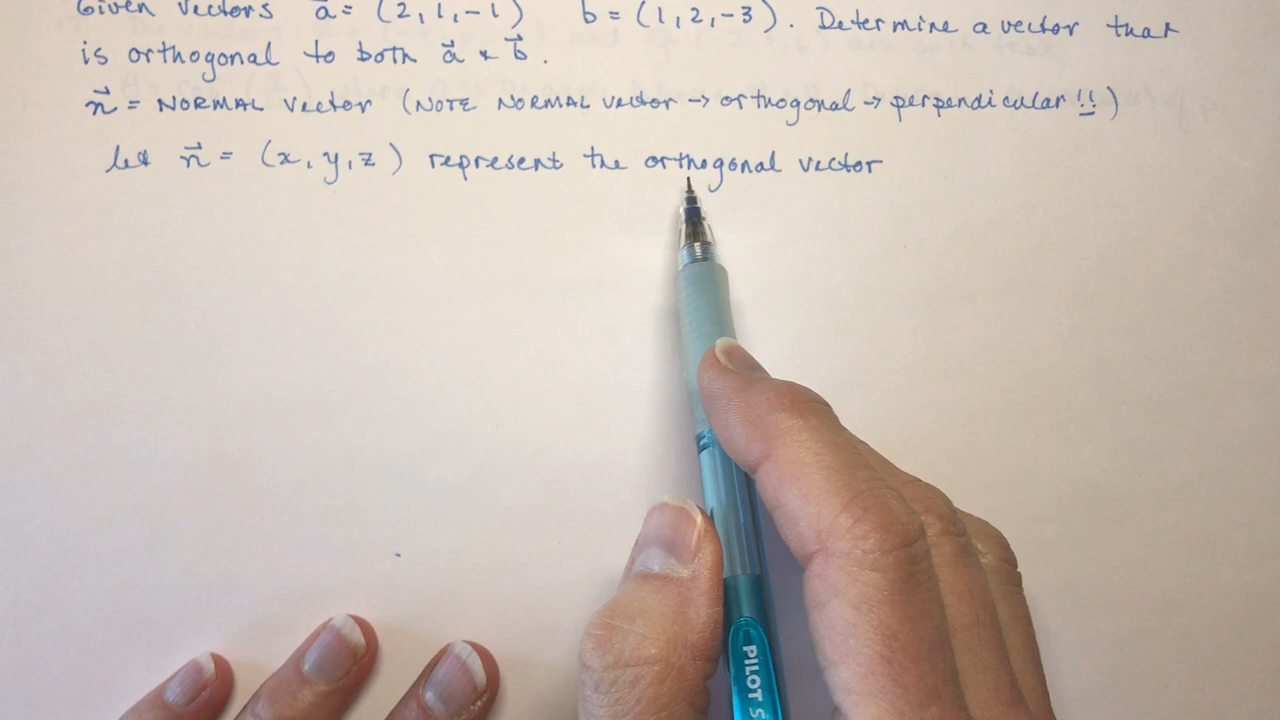 Given vectors a⃗ = (2, 1, -1) b = (1, 2, -3). Determine a vector that
is orthogonal to both a⃗ & b⃗.
n⃗ = NORMAL vector (NOTE NORMAL vector → orthogonal → perpendicular!!)
let n⃗ = (x, y, z) represent the orthogonal vector
PILOT S